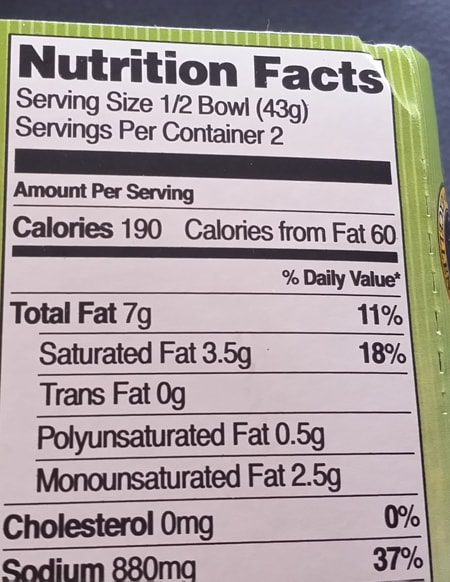 Nutrition Facts
Serving Size 1/2 Bowl (43g)
Servings Per Container 2
Amount Per Serving
Calories 190 Calories from Fat 60
% Daily Value*
Total Fat 7g 11%
Saturated Fat 3.5g 18%
Trans Fat 0g
Polyunsaturated Fat 0.5g
Monounsaturated Fat 2.5g
Cholesterol 0mg 0%
Sodium 880mg 37%